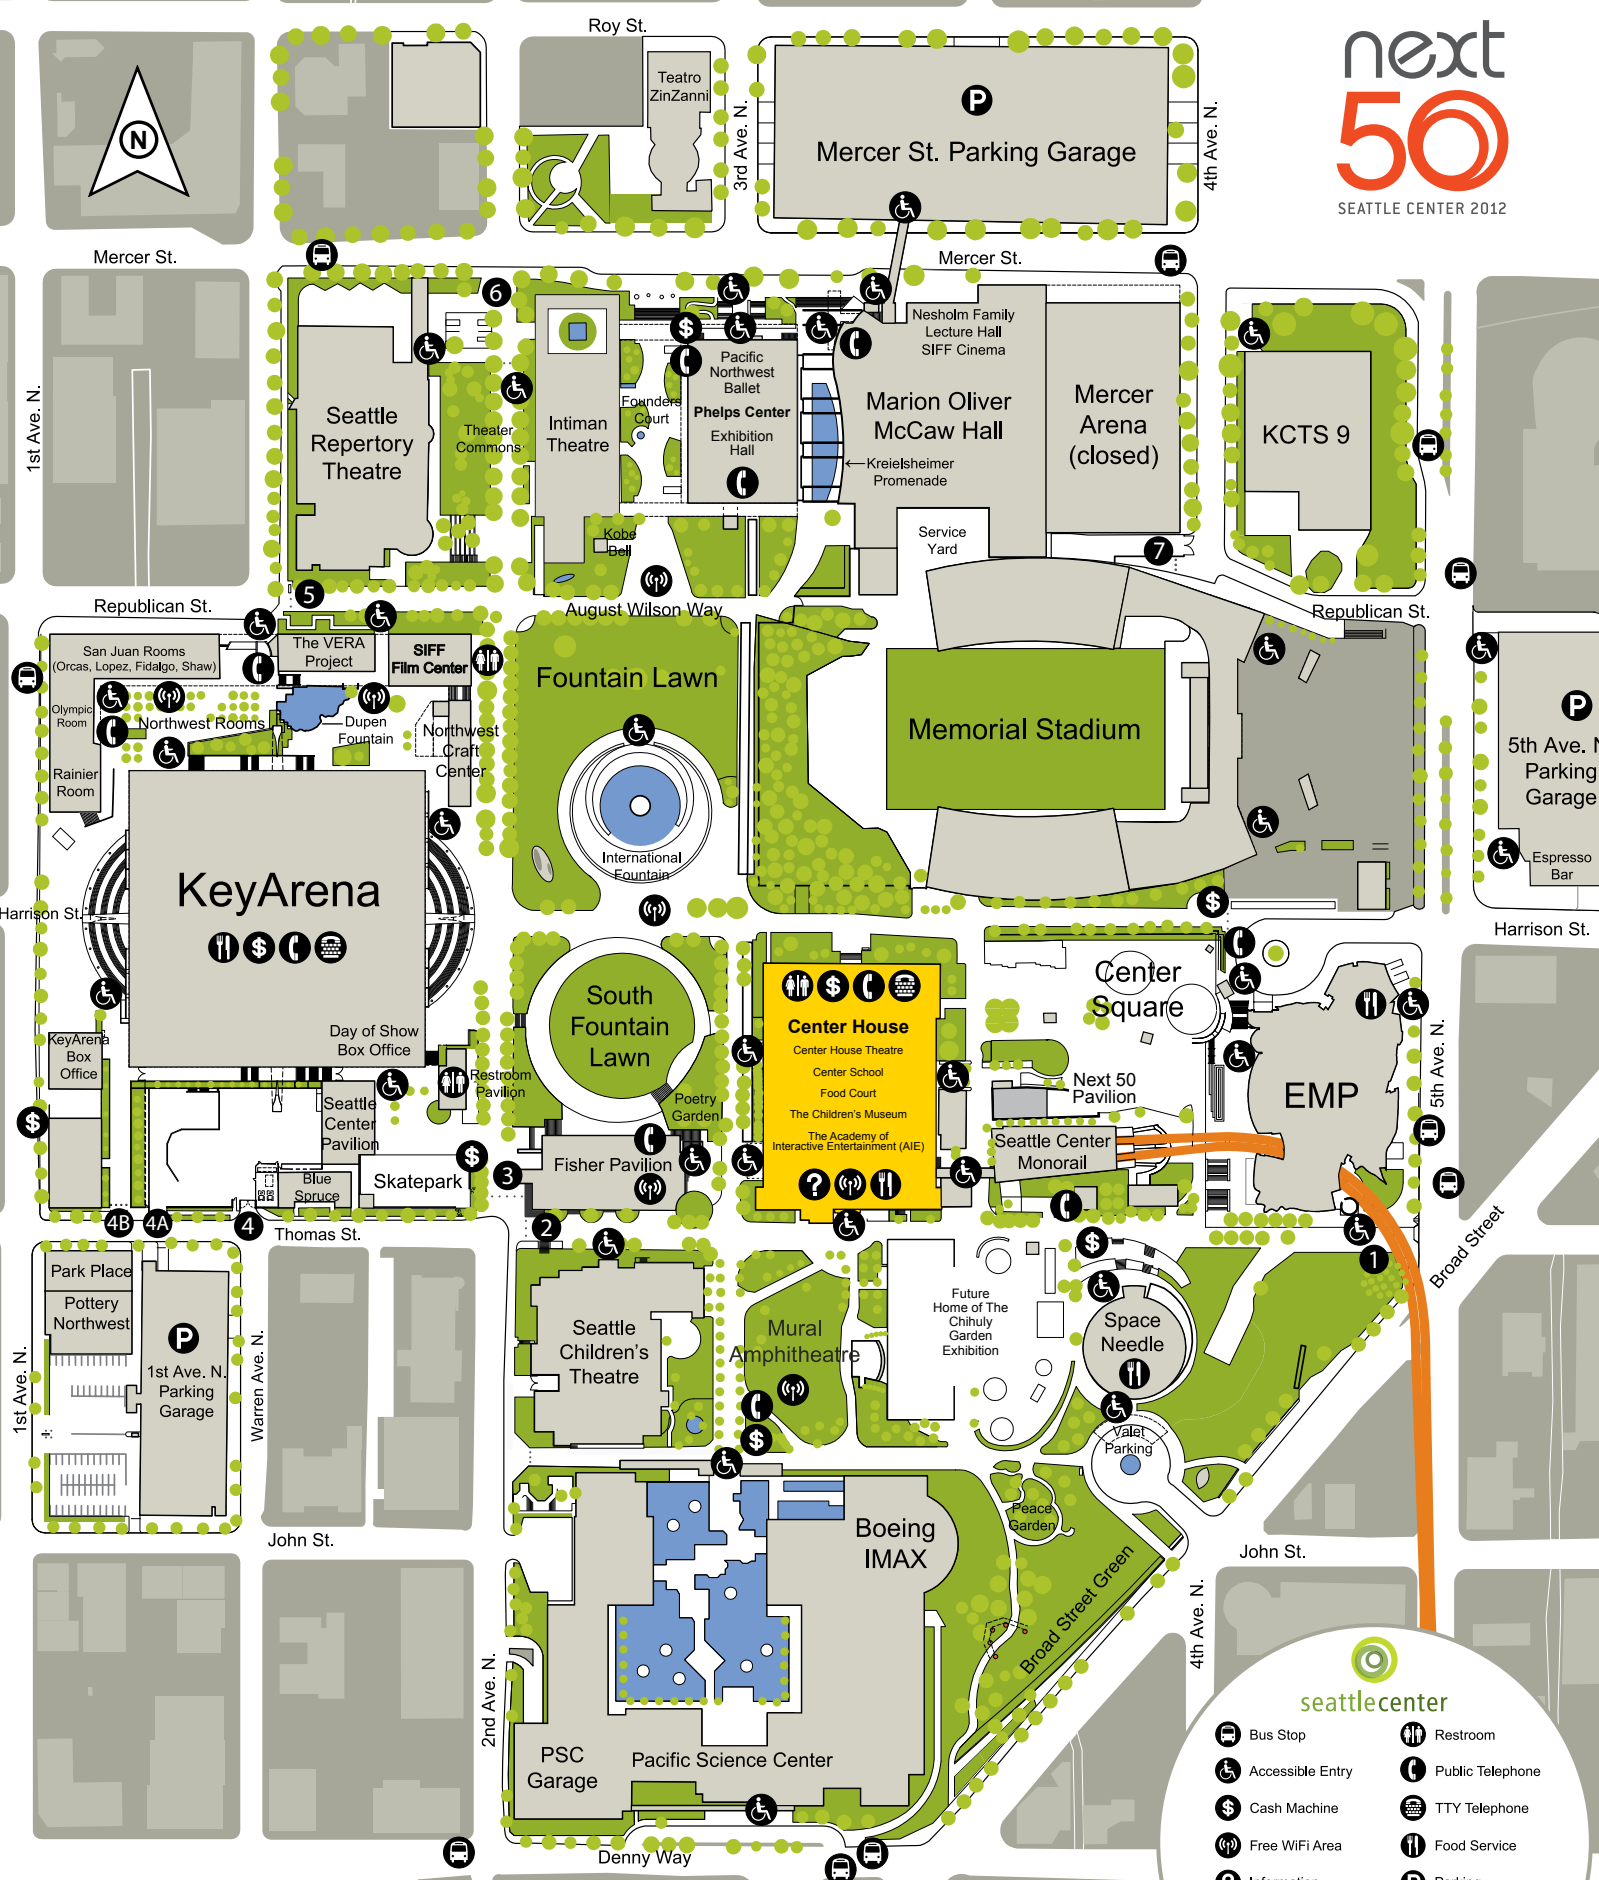 Roy St.
next
50
SEATTLE CENTER 2012
N
Teatro
ZinZanni
3rd Ave. N.
P
Mercer St. Parking Garage
4th Ave. N.
Mercer St.
Mercer St.
6
1st Ave. N.
Seattle
Repertory
Theatre
Theater
Commons
Intiman
Theatre
Founders
Court
Kobe
Bell
Pacific
Northwest
Ballet
Phelps Center
Exhibition
Hall
Nesholm Family
Lecture Hall
SIFF Cinema
Marion Oliver
McCaw Hall
Kreielsheimer
Promenade
Mercer
Arena
(closed)
Service
Yard
7
KCTS 9
5
Republican St.
August Wilson Way
Republican St.
San Juan Rooms
(Orcas, Lopez, Fidalgo, Shaw)
The VERA
Project
SIFF
Film Center
Olympic
Room
Northwest Rooms
Dupen
Fountain
Northwest
Craft
Center
Rainier
Room
Fountain Lawn
International
Fountain
Memorial Stadium
P
5th Ave. N
Parking
Garage
Espresso
Bar
KeyArena
Harrison St.
Harrison St.
Day of Show
Box Office
KeyArena
Box
Office
Restroom
Pavilion
Seattle
Center
Pavilion
Blue
Spruce
Skatepark
South
Fountain
Lawn
Poetry
Garden
Fisher Pavilion
3
2
Center House
Center House Theatre
Center School
Food Court
The Children's Museum
The Academy of
Interactive Entertainment (AIE)
?
Center
Square
Next 50
Pavilion
Seattle Center
Monorail
EMP
5th Ave. N.
Broad Street
1
4B
4A
4
Thomas St.
Park Place
Pottery
Northwest
P
1st Ave. N.
Parking
Garage
1st Ave. N.
Warren Ave. N.
Seattle
Children's
Theatre
Mural
Amphitheatre
Future
Home of The
Chihuly
Garden
Exhibition
Space
Needle
Valet
Parking
John St.
John St.
Boeing
IMAX
Peace
Garden
Broad Street Green
4th Ave. N.
2nd Ave. N.
PSC
Garage
Pacific Science Center
Denny Way
seattlecenter
Bus Stop
Restroom
Accessible Entry
Public Telephone
Cash Machine
TTY Telephone
Free WiFi Area
Food Service
Information
Parking